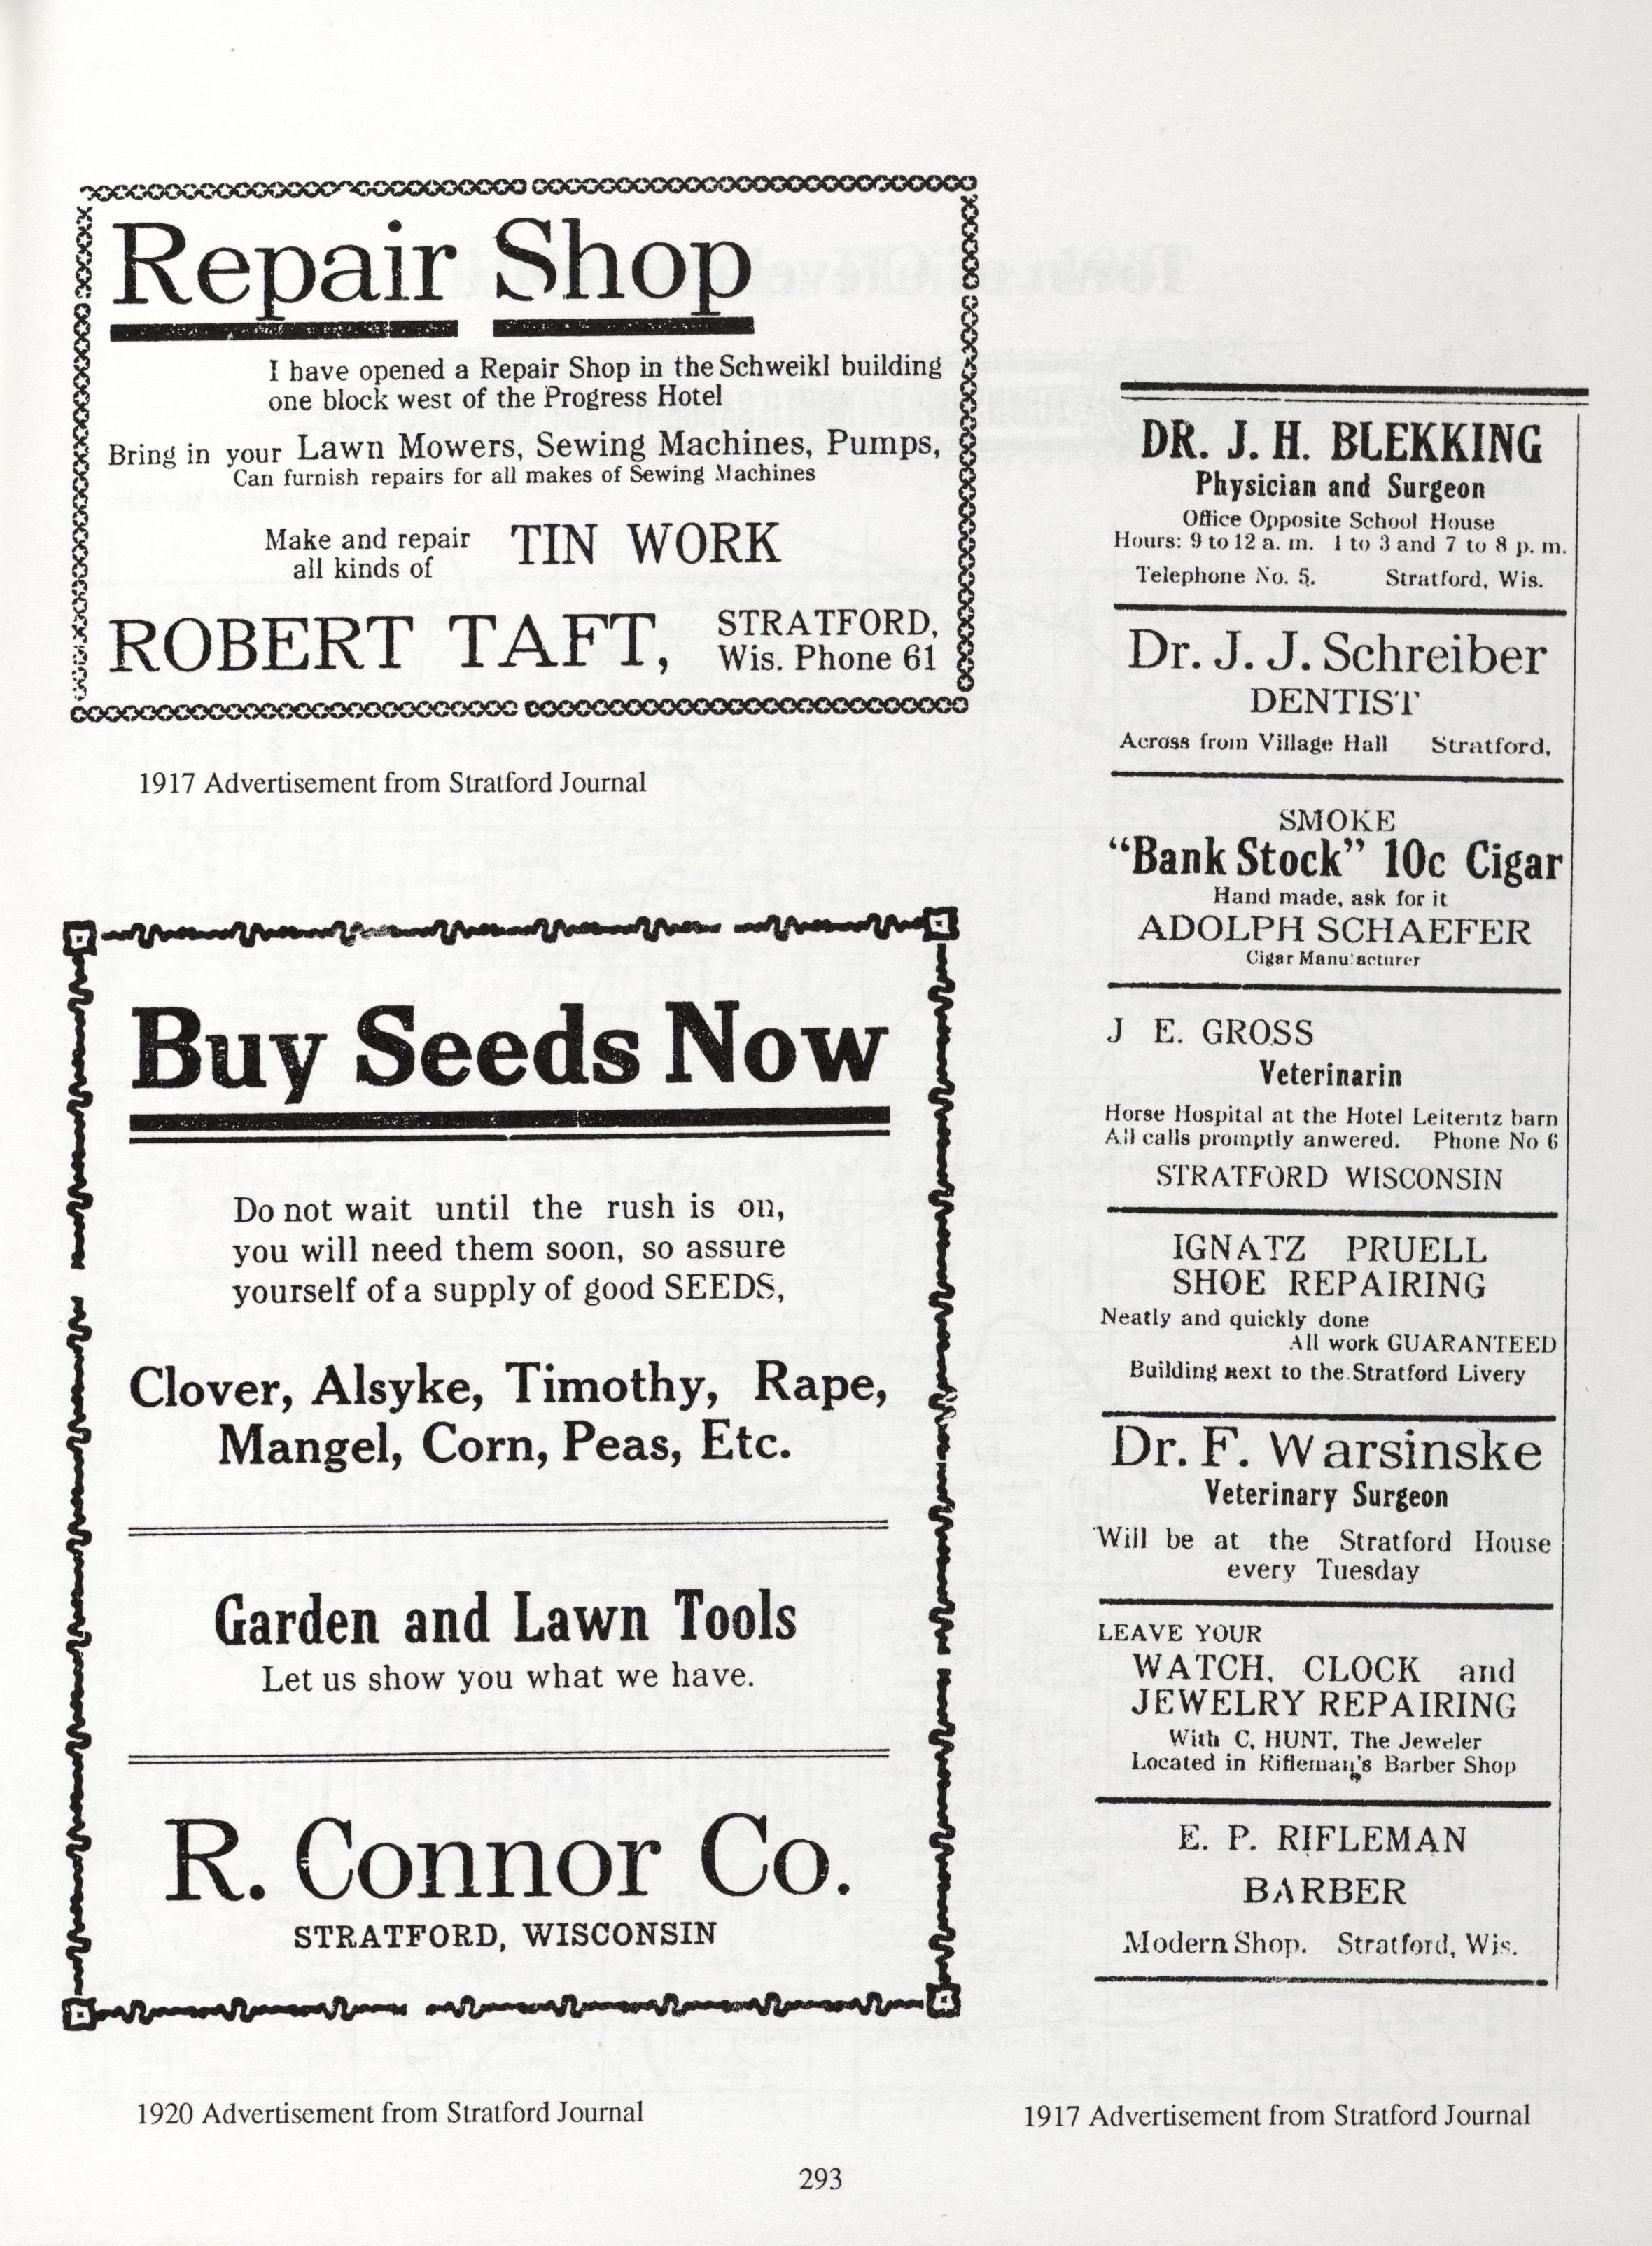 Repair Shop
I have opened a Repair Shop in the Schweikl building
one block west of the Progress Hotel
Bring in your Lawn Mowers, Sewing Machines, Pumps,
Can furnish repairs for all makes of Sewing Machines
Make and repair
all kinds of
TIN WORK
ROBERT TAFT,
STRATFORD,
Wis. Phone 61
1917 Advertisement from Stratford Journal
Buy Seeds Now
Do not wait until the rush is on,
you will need them soon, so assure
yourself of a supply of good SEEDS,
Clover, Alsyke, Timothy, Rape,
Mangel, Corn, Peas, Etc.
Garden and Lawn Tools
Let us show you what we have.
R. Connor Co.
STRATFORD, WISCONSIN
1920 Advertisement from Stratford Journal
DR. J. H. BLEKKING
Physician and Surgeon
Office Opposite School House
Hours: 9 to 12 a. m. 1 to 3 and 7 to 8 p. m.
Telephone No. 5. Stratford, Wis.
Dr. J. J. Schreiber
DENTIST
Across from Village Hall Stratford,
SMOKE
“Bank Stock” 10c Cigar
Hand made, ask for it
ADOLPH SCHAEFER
Cigar Manufacturer
J E. GROSS
Veterinarin
Horse Hospital at the Hotel Leiteritz barn
All calls promptly anwered. Phone No 6
STRATFORD WISCONSIN
IGNATZ PRUELL
SHOE REPAIRING
Neatly and quickly done
All work GUARANTEED
Building next to the Stratford Livery
Dr. F. Warsinske
Veterinary Surgeon
Will be at the Stratford House
every Tuesday
LEAVE YOUR
WATCH, CLOCK and
JEWELRY REPAIRING
With C, HUNT, The Jeweler
Located in Rifleman's Barber Shop
E. P. RIFLEMAN
BARBER
Modern Shop. Stratford, Wis.
1917 Advertisement from Stratford Journal
293